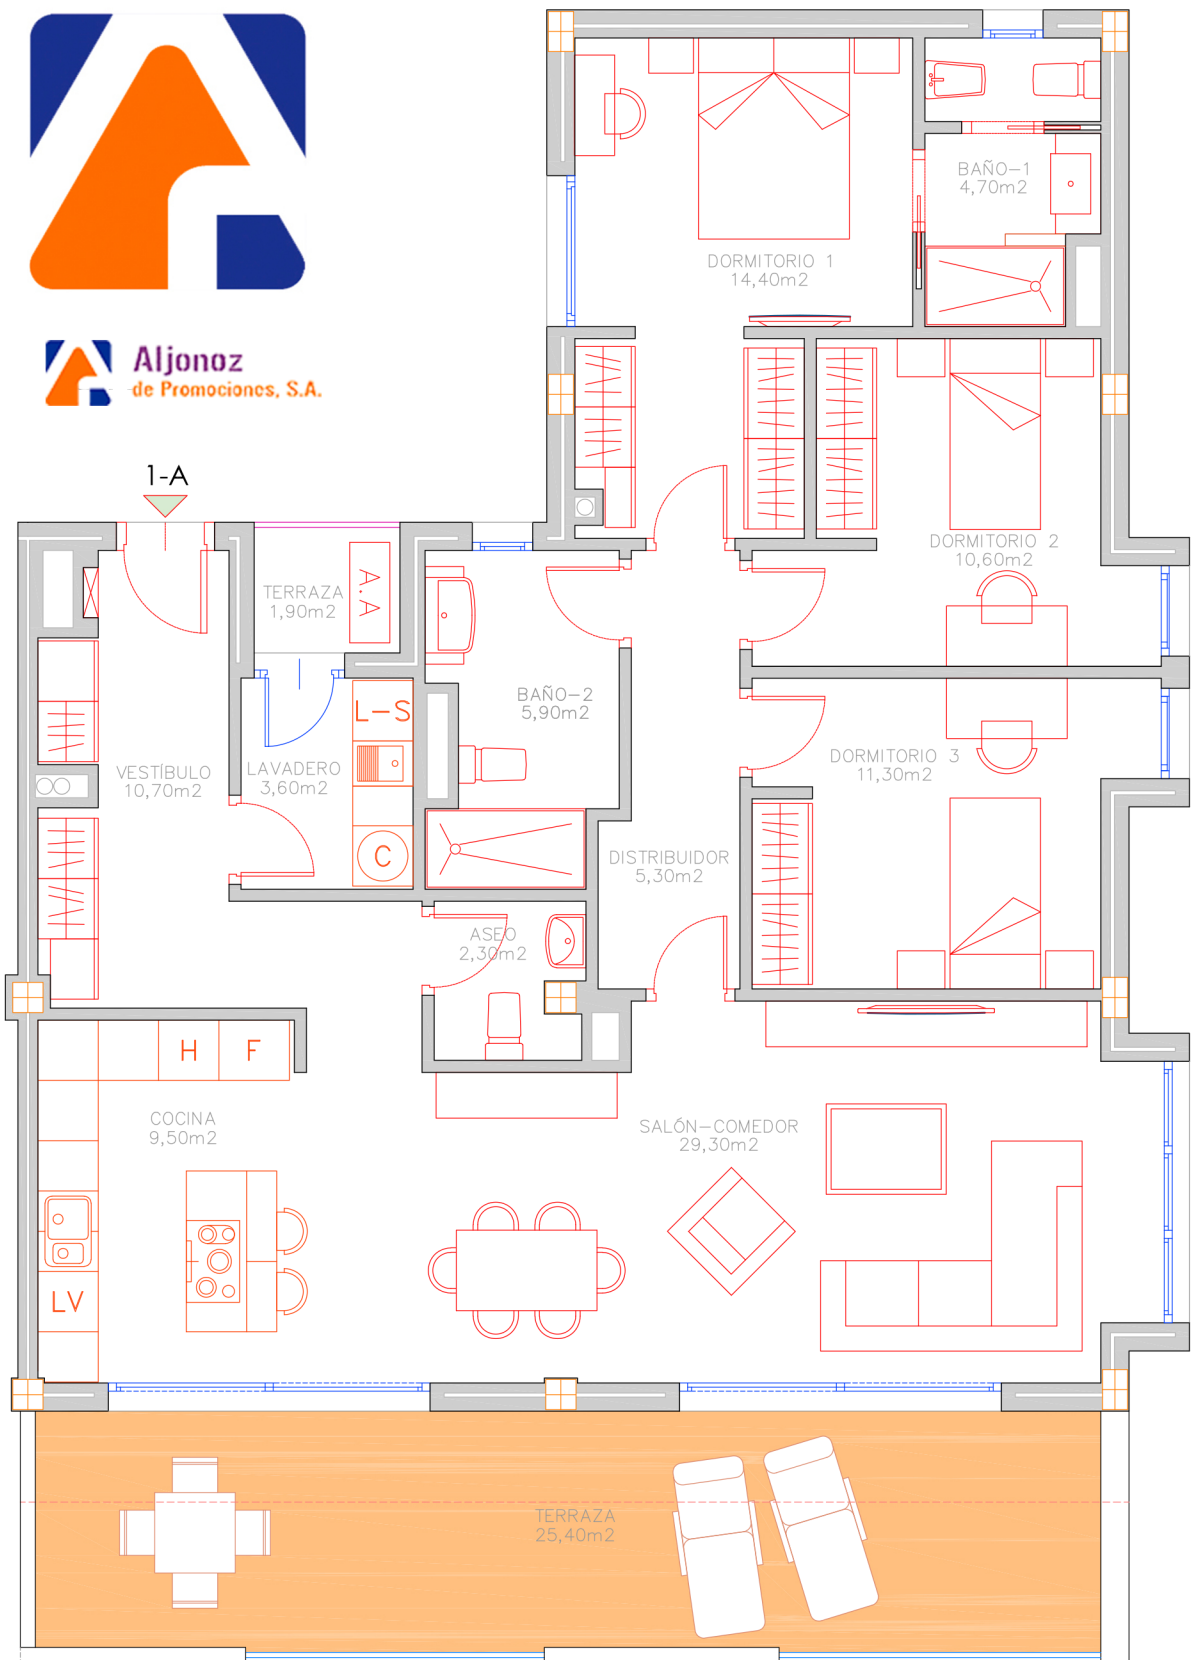 Aljonoz
de Promociones, S.A.
1-A
BAÑO-1
4,70m2
DORMITORIO 1
14,40m2
DORMITORIO 2
10,60m2
TERRAZA
1,90m2
A.A
BAÑO-2
5,90m2
L-S
VESTÍBULO
10,70m2
LAVADERO
3,60m2
DORMITORIO 3
11,30m2
C
DISTRIBUIDOR
5,30m2
ASEO
2,30m2
H
F
COCINA
9,50m2
SALÓN-COMEDOR
29,30m2
LV
TERRAZA
25,40m2